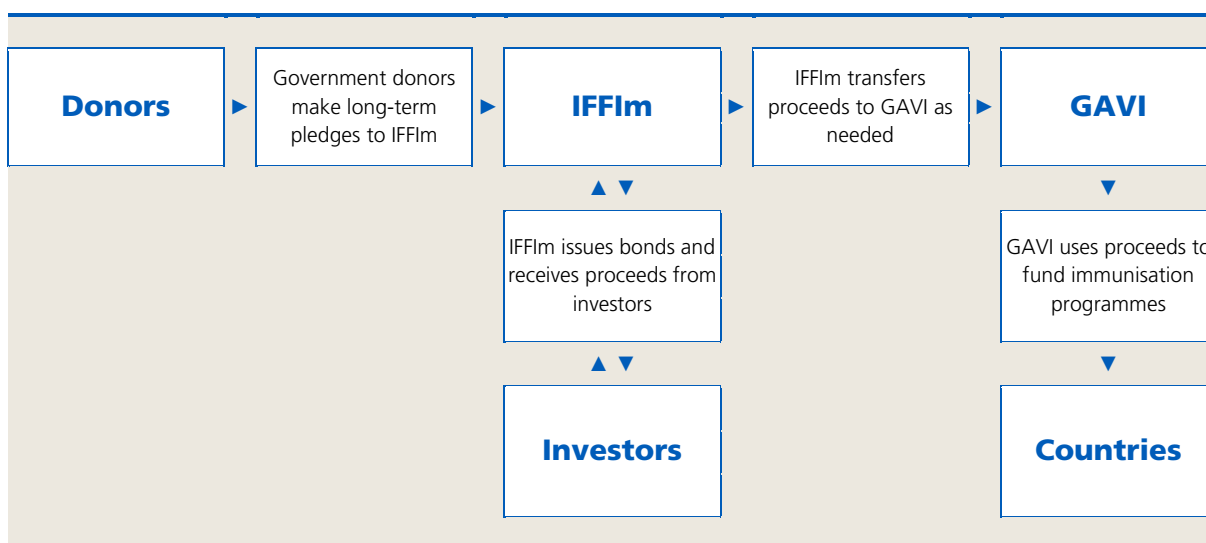 Donors
Government donors
make long-term
pledges to IFFIm
IFFIm
IFFIm transfers
proceeds to GAVI as
needed
GAVI
IFFIm issues bonds and
receives proceeds from
investors
GAVI uses proceeds to
fund immunisation
programmes
Investors
Countries